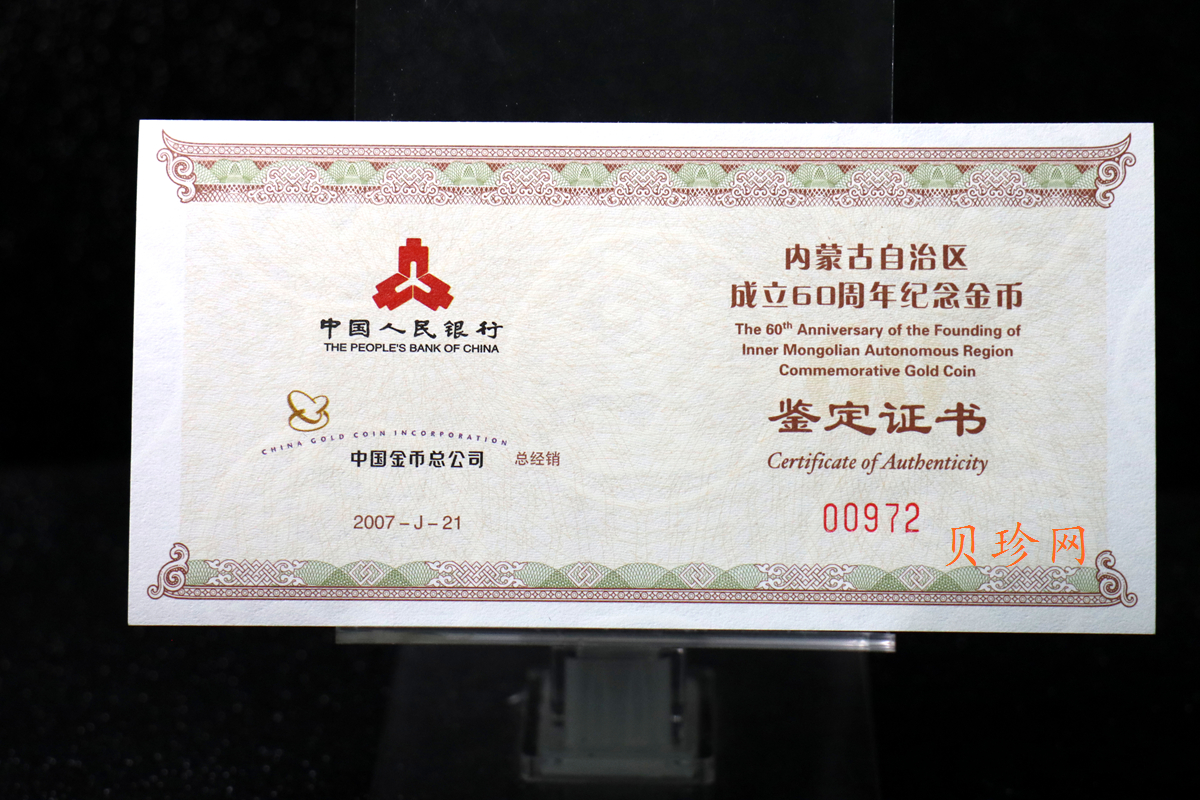 中国人民银行
THE PEOPLE'S BANK OF CHINA
CHINA GOLD COIN INCORPORATION
中国金币总公司 总经销
2007-J-21
内蒙古自治区
成立60周年纪念金币
The 60th Anniversary of the Founding of
Inner Mongolian Autonomous Region
Commemorative Gold Coin
鉴定证书
Certificate of Authenticity
00972
贝珍网